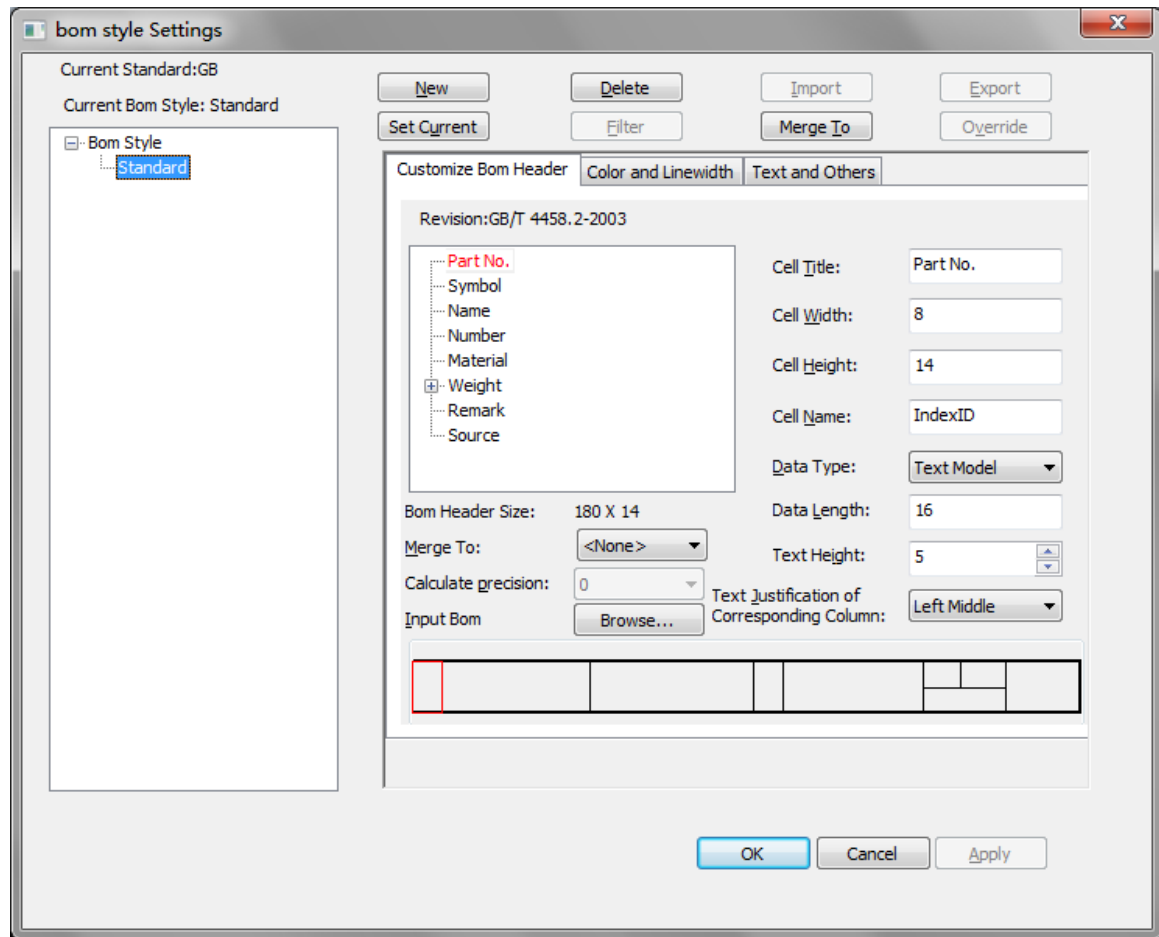 bom style Settings
Current Standard:GB
Current Bom Style: Standard
New Delete Import Export
Set Current Filter Merge To Override
Bom Style
Standard
Customize Bom Header Color and Linewidth Text and Others
Revision:GB/T 4458.2-2003
Part No.
Symbol
Name
Number
Material
Weight
Remark
Source
Cell Title: Part No.
Cell Width: 8
Cell Height: 14
Cell Name: IndexID
Data Type: Text Model
Data Length: 16
Text Height: 5
Text Justification of
Corresponding Column: Left Middle
Bom Header Size: 180 X 14
Merge To: <None>
Calculate precision: 0
Input Bom Browse...
OK Cancel Apply